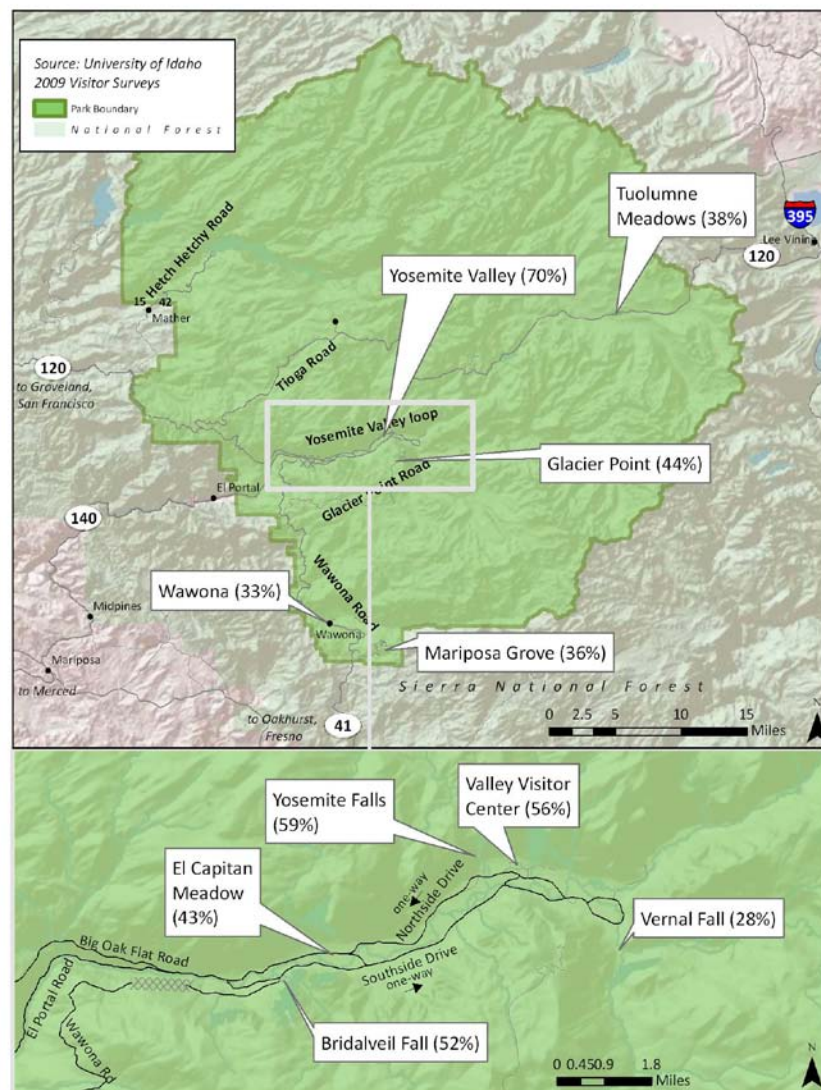 Source: University of Idaho
2009 Visitor Surveys
Park Boundary
National Forest
Tuolumne
Meadows (38%)
395
Lee Vining
120
Yosemite Valley (70%)
Hetch Hetchy Road
15 42
Mather
Tioga Road
120
to Groveland,
San Francisco
Yosemite Valley loop
Glacier Point (44%)
Glacier Point Road
El Portal
140
Wawona Road
Wawona (33%)
Midpines
Wawona
Mariposa Grove (36%)
Mariposa
Sierra National Forest
to Merced
to Oakhurst,
Fresno
41
0 2.5 5 10 15
Miles
N
Yosemite Falls
(59%)
Valley Visitor
Center (56%)
El Capitan
Meadow
(43%)
one-way
Northside Drive
Vernal Fall (28%)
Big Oak Flat Road
Southside Drive
one-way
El Portal Road
Bridalveil Fall (52%)
Wawona Rd
0 0.450.9 1.8
Miles
N